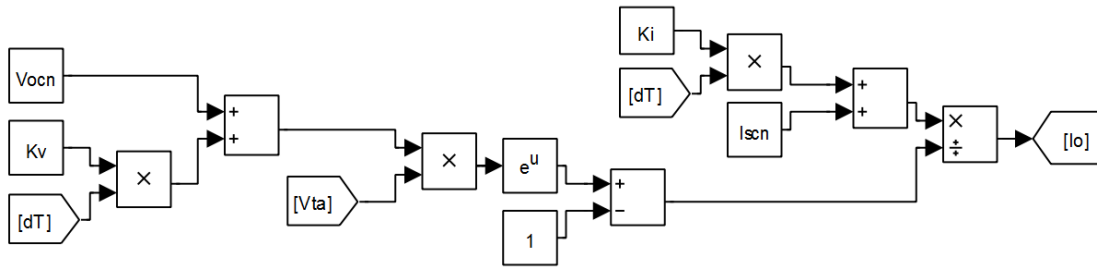 Vocn
Kv
[dT]
×
+
+
[Vta]
×
e^u
1
+
−
Ki
[dT]
×
Iscn
+
+
×
÷
[Io]